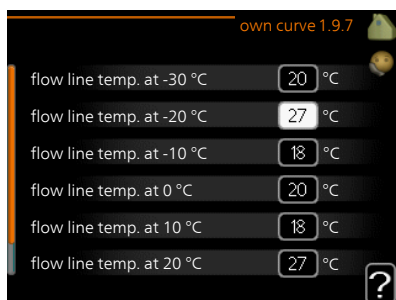 own curve 1.9.7
flow line temp. at -30 °C 20 °C
flow line temp. at -20 °C 27 °C
flow line temp. at -10 °C 18 °C
flow line temp. at 0 °C 20 °C
flow line temp. at 10 °C 18 °C
flow line temp. at 20 °C 27 °C
?